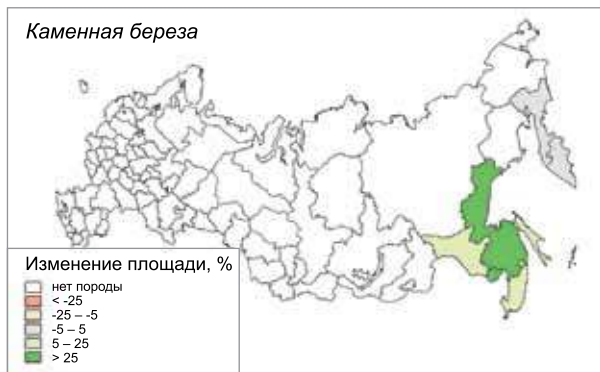 Каменная береза
Изменение площади, %
нет породы
< -25
-25 – -5
-5 – 5
5 – 25
> 25